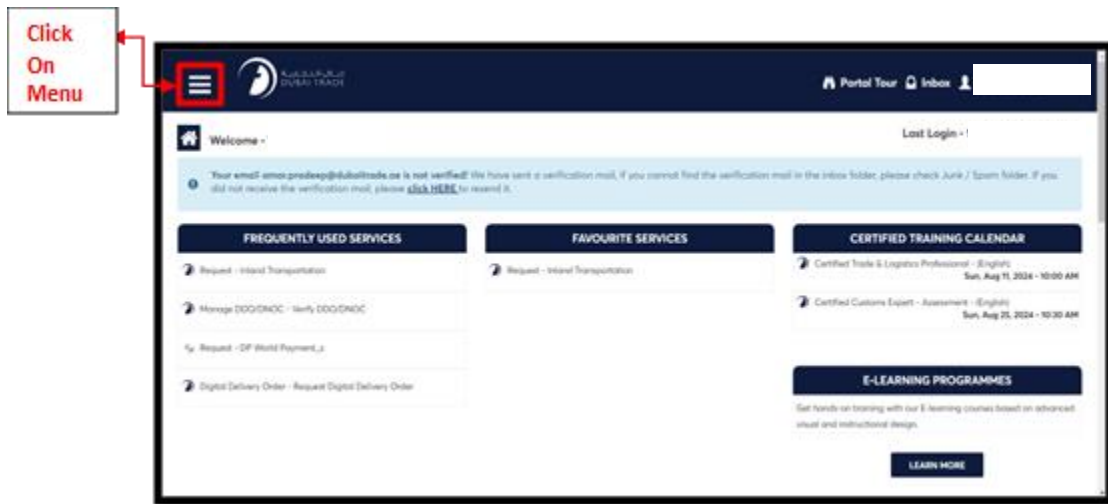 Click
On
Menu
DUBAI TRADE
Portal Tour Inbox
Welcome -
Last Login -
Your email amar.pradeep@dubaitrade.ae is not verified! We have sent a verification mail, if you cannot find the verification mail in the inbox folder, please check Junk / Spam folder. If you
did not receive the verification mail, please click HERE to resend it.
FREQUENTLY USED SERVICES
Request - Inland Transportation
Manage DDO/DNOC - Verify DDO/DNOC
Request - DP World Payment_s
Digital Delivery Order - Request Digital Delivery Order
FAVOURITE SERVICES
Request - Inland Transportation
CERTIFIED TRAINING CALENDAR
Certified Trade & Logistics Professional - (English)
Sun, Aug 11, 2024 - 10:00 AM
Certified Customs Expert - Assessment - (English)
Sun, Aug 25, 2024 - 10:30 AM
E-LEARNING PROGRAMMES
Get hands-on training with our E-learning courses based on advanced
visual and instructional design.
LEARN MORE